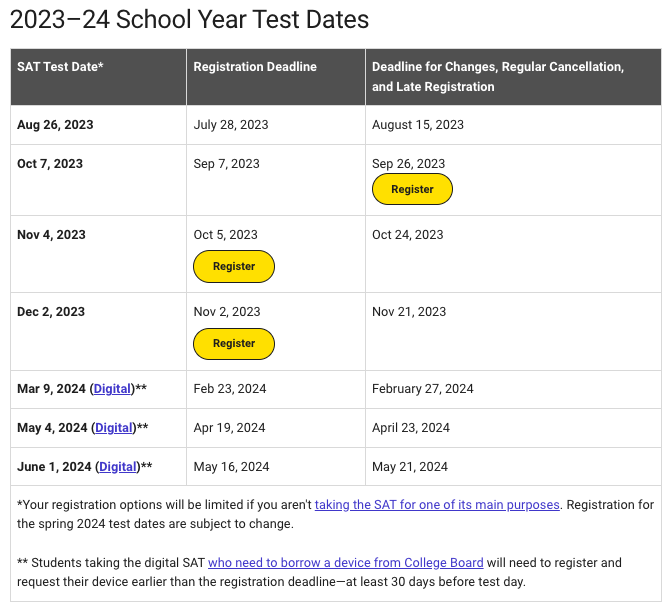 2023–24 School Year Test Dates
SAT Test Date*
Registration Deadline
Deadline for Changes, Regular Cancellation,
and Late Registration
Aug 26, 2023
July 28, 2023
August 15, 2023
Oct 7, 2023
Sep 7, 2023
Sep 26, 2023
Register
Nov 4, 2023
Oct 5, 2023
Oct 24, 2023
Register
Dec 2, 2023
Nov 2, 2023
Nov 21, 2023
Register
Mar 9, 2024 (Digital)**
Feb 23, 2024
February 27, 2024
May 4, 2024 (Digital)**
Apr 19, 2024
April 23, 2024
June 1, 2024 (Digital)**
May 16, 2024
May 21, 2024
*Your registration options will be limited if you aren't taking the SAT for one of its main purposes. Registration for
the spring 2024 test dates are subject to change.
** Students taking the digital SAT who need to borrow a device from College Board will need to register and
request their device earlier than the registration deadline—at least 30 days before test day.